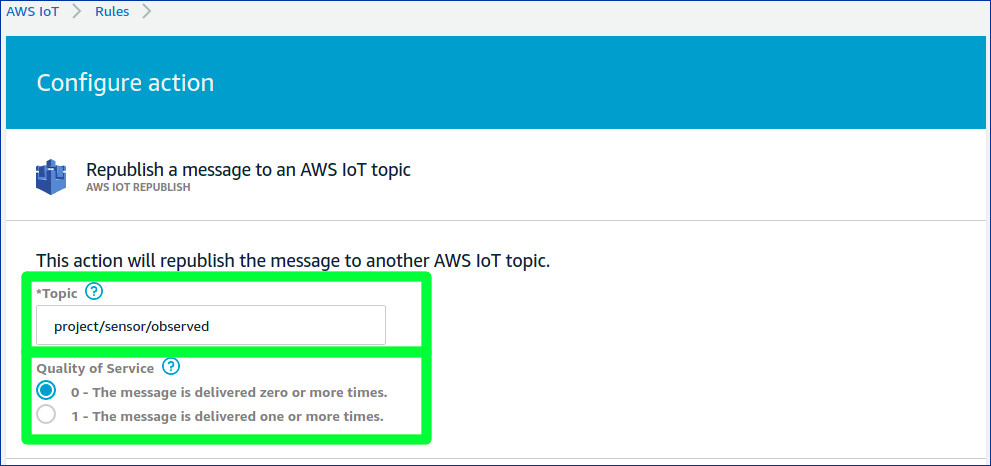 AWS IoT > Rules >
Configure action
Republish a message to an AWS IoT topic
AWS IOT REPUBLISH
This action will republish the message to another AWS IoT topic.
*Topic ?
project/sensor/observed
Quality of Service ?
0 - The message is delivered zero or more times.
1 - The message is delivered one or more times.